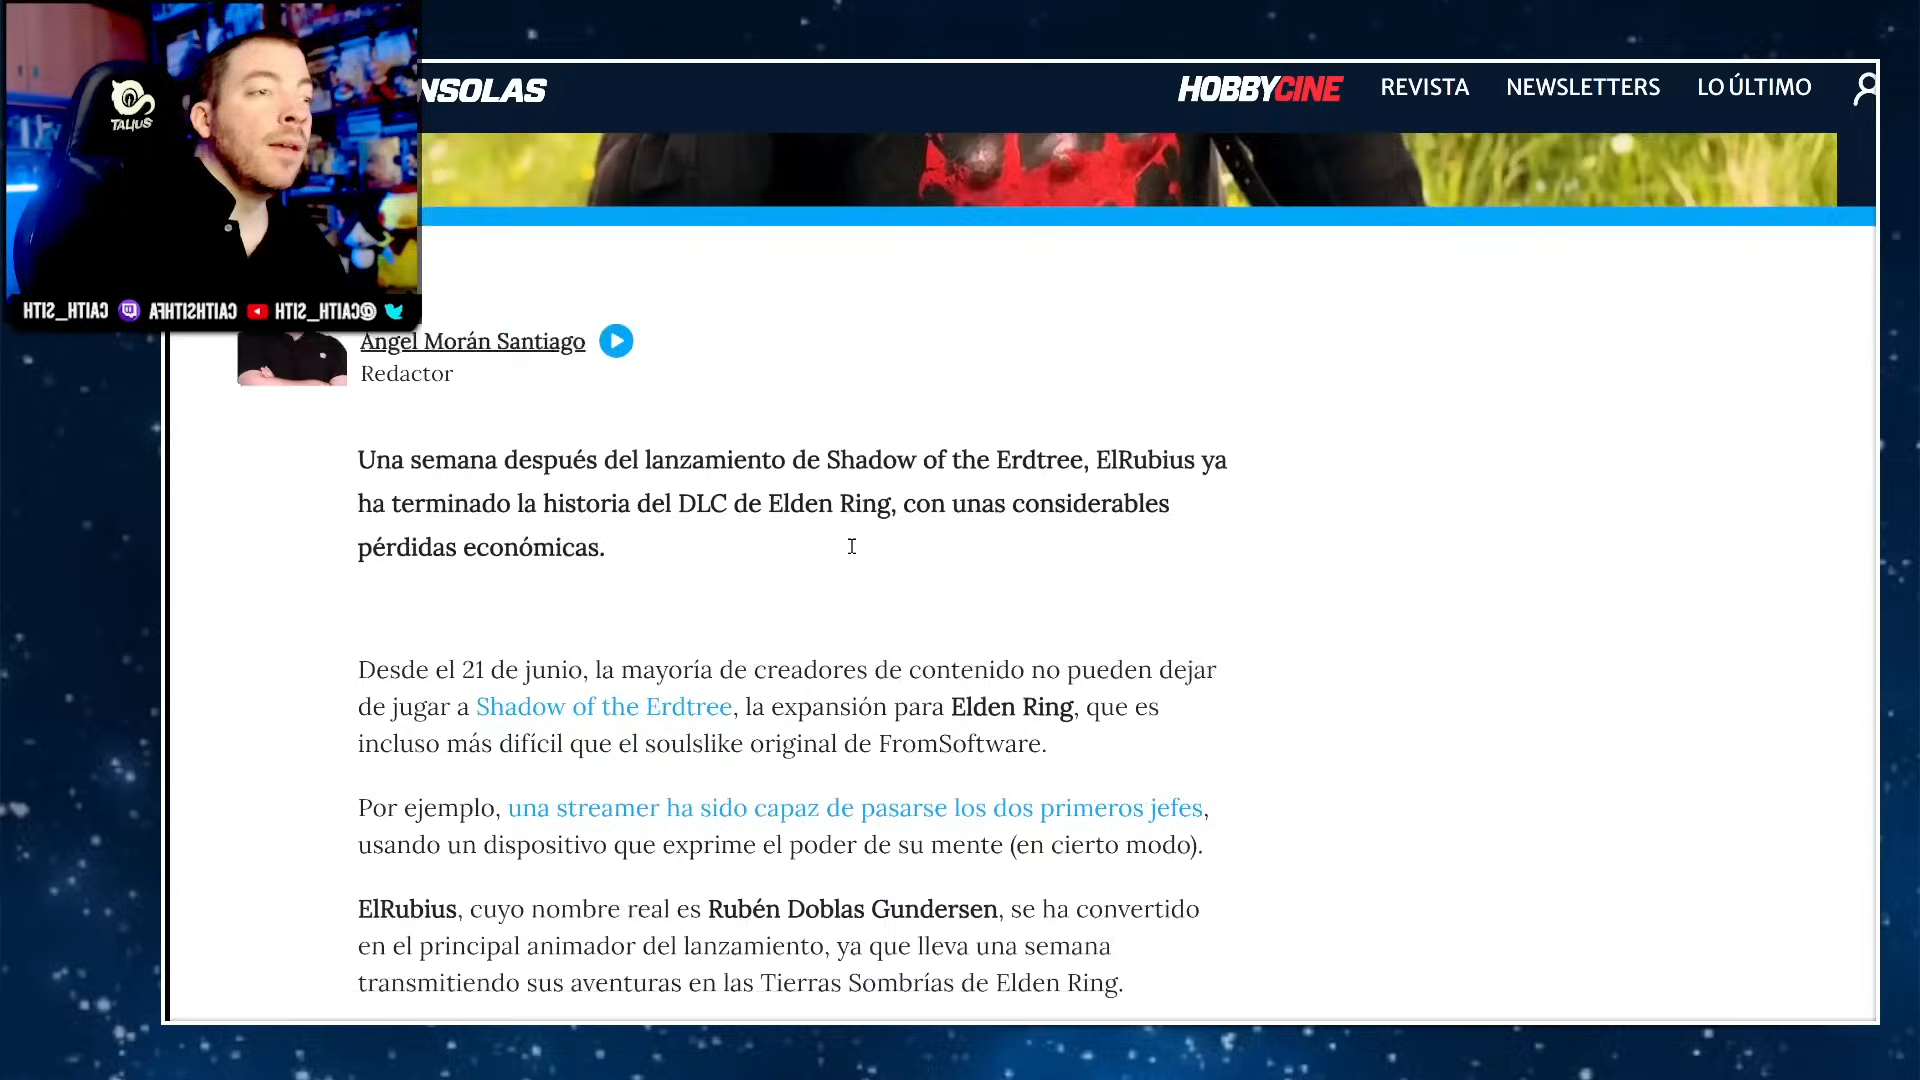 NSOLAS
HOBBYCINE REVISTA NEWSLETTERS LO ÚLTIMO
TALIUS
CAITH_SITH CAITHSITHFA @CAITH_SITH
Ángel Morán Santiago
Redactor
Una semana después del lanzamiento de Shadow of the Erdtree, ElRubius ya
ha terminado la historia del DLC de Elden Ring, con unas considerables
pérdidas económicas.
Desde el 21 de junio, la mayoría de creadores de contenido no pueden dejar
de jugar a Shadow of the Erdtree, la expansión para Elden Ring, que es
incluso más difícil que el soulslike original de FromSoftware.
Por ejemplo, una streamer ha sido capaz de pasarse los dos primeros jefes,
usando un dispositivo que exprime el poder de su mente (en cierto modo).
ElRubius, cuyo nombre real es Rubén Doblas Gundersen, se ha convertido
en el principal animador del lanzamiento, ya que lleva una semana
transmitiendo sus aventuras en las Tierras Sombrías de Elden Ring.